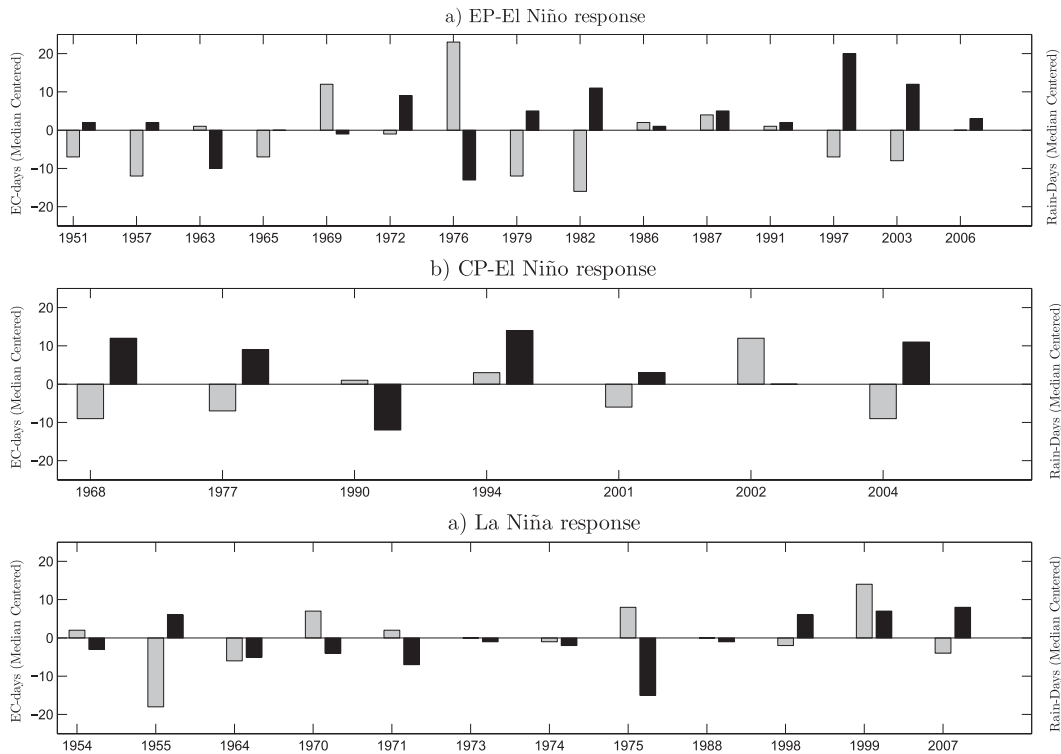 a) EP-El Niño response
EC-days (Median Centered)
20
10
0
−10
−20
Rain-Days (Median Centered)
1951 1957 1963 1965 1969 1972 1976 1979 1982 1986 1987 1991 1997 2003 2006
b) CP-El Niño response
EC-days (Median Centered)
20
10
0
−10
−20
Rain-Days (Median Centered)
1968 1977 1990 1994 2001 2002 2004
a) La Niña response
EC-days (Median Centered)
20
10
0
−10
−20
Rain-Days (Median Centered)
1954 1955 1964 1970 1971 1973 1974 1975 1988 1998 1999 2007